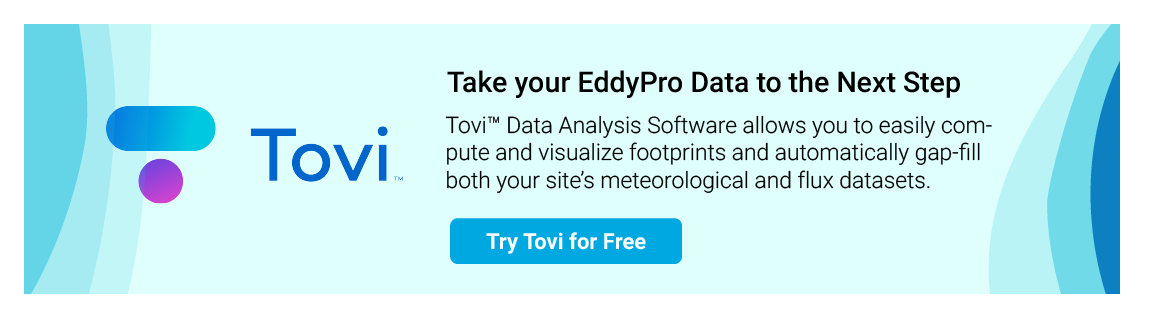 Take your EddyPro Data to the Next Step
Tovi™ Data Analysis Software allows you to easily com-
pute and visualize footprints and automatically gap-fill
both your site’s meteorological and flux datasets.
Tovi™
Try Tovi for Free